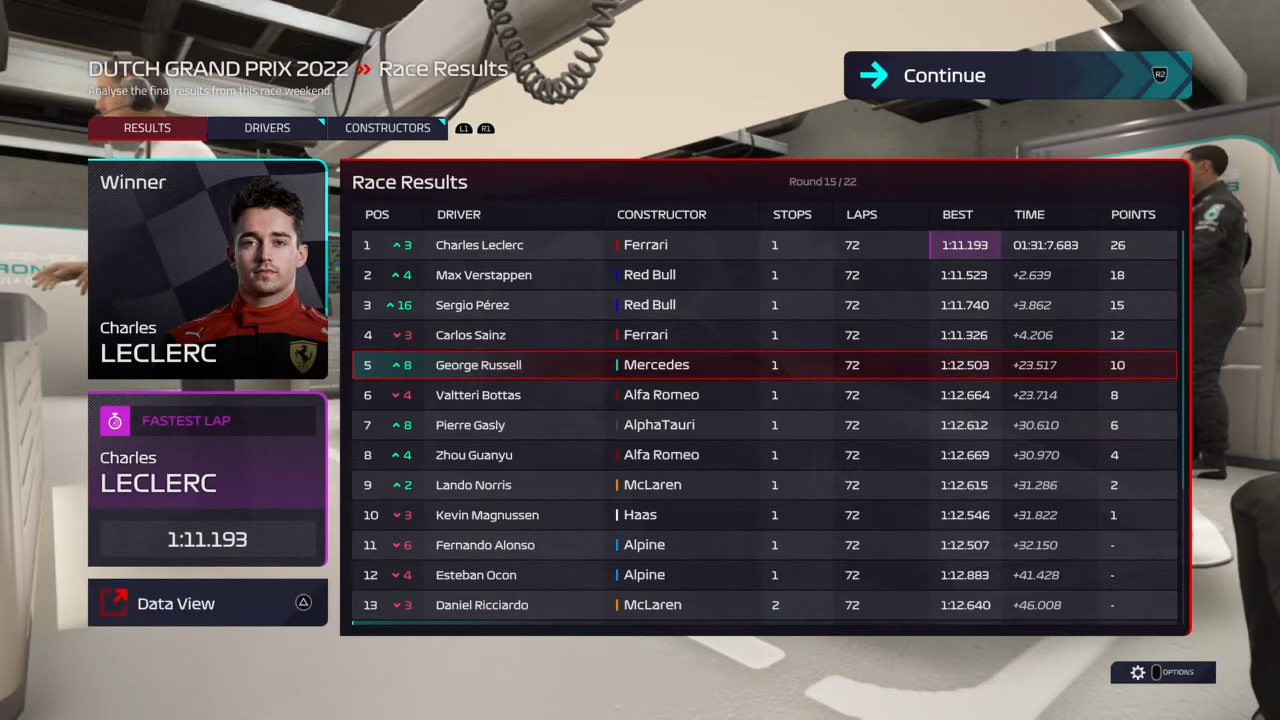 DUTCH GRAND PRIX 2022 » Race Results
Analyse the final results from this race weekend.
Continue R2
RESULTS DRIVERS CONSTRUCTORS L1 R1
Winner
Charles
LECLERC
FASTEST LAP
Charles
LECLERC
1:11.193
Data View
Race Results Round 15 / 22
POS DRIVER CONSTRUCTOR STOPS LAPS BEST TIME POINTS
1 3 Charles Leclerc Ferrari 1 72 1:11.193 01:31:7.683 26
2 4 Max Verstappen Red Bull 1 72 1:11.523 +2.639 18
3 16 Sergio Pérez Red Bull 1 72 1:11.740 +3.862 15
4 3 Carlos Sainz Ferrari 1 72 1:11.326 +4.206 12
5 8 George Russell Mercedes 1 72 1:12.503 +23.517 10
6 4 Valtteri Bottas Alfa Romeo 1 72 1:12.664 +23.714 8
7 8 Pierre Gasly AlphaTauri 1 72 1:12.612 +30.610 6
8 4 Zhou Guanyu Alfa Romeo 1 72 1:12.669 +30.970 4
9 2 Lando Norris McLaren 1 72 1:12.615 +31.286 2
10 3 Kevin Magnussen Haas 1 72 1:12.546 +31.822 1
11 6 Fernando Alonso Alpine 1 72 1:12.507 +32.150 -
12 4 Esteban Ocon Alpine 1 72 1:12.883 +41.428 -
13 3 Daniel Ricciardo McLaren 2 72 1:12.640 +46.008 -
OPTIONS